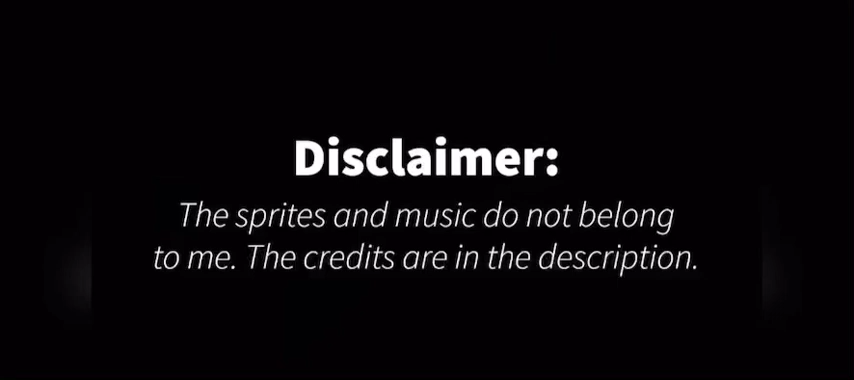 Disclaimer:
The sprites and music do not belong
to me. The credits are in the description.